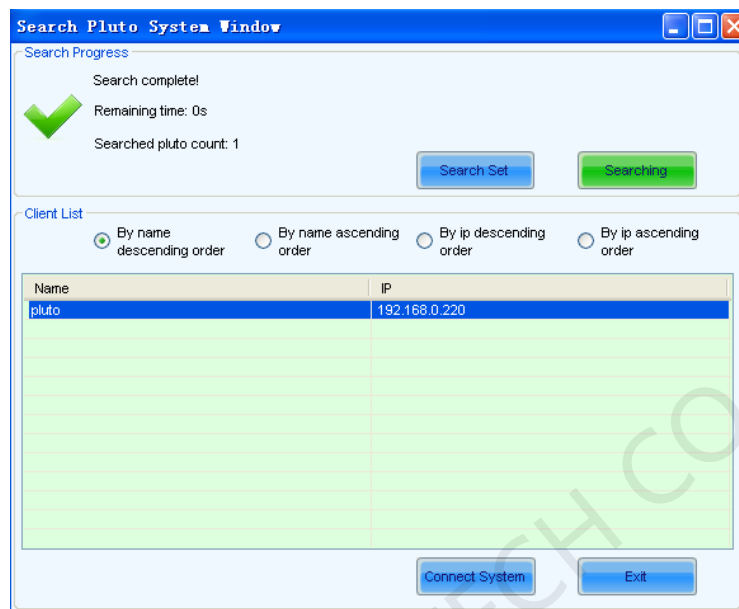 Search Pluto System Window
Search Progress
Search complete!
Remaining time: 0s
Searched pluto count: 1
Search Set
Searching
Client List
By name
descending order
By name ascending
order
By ip descending
order
By ip ascending
order
Name IP
pluto 192.168.0.220
Connect System
Exit
TECH CO